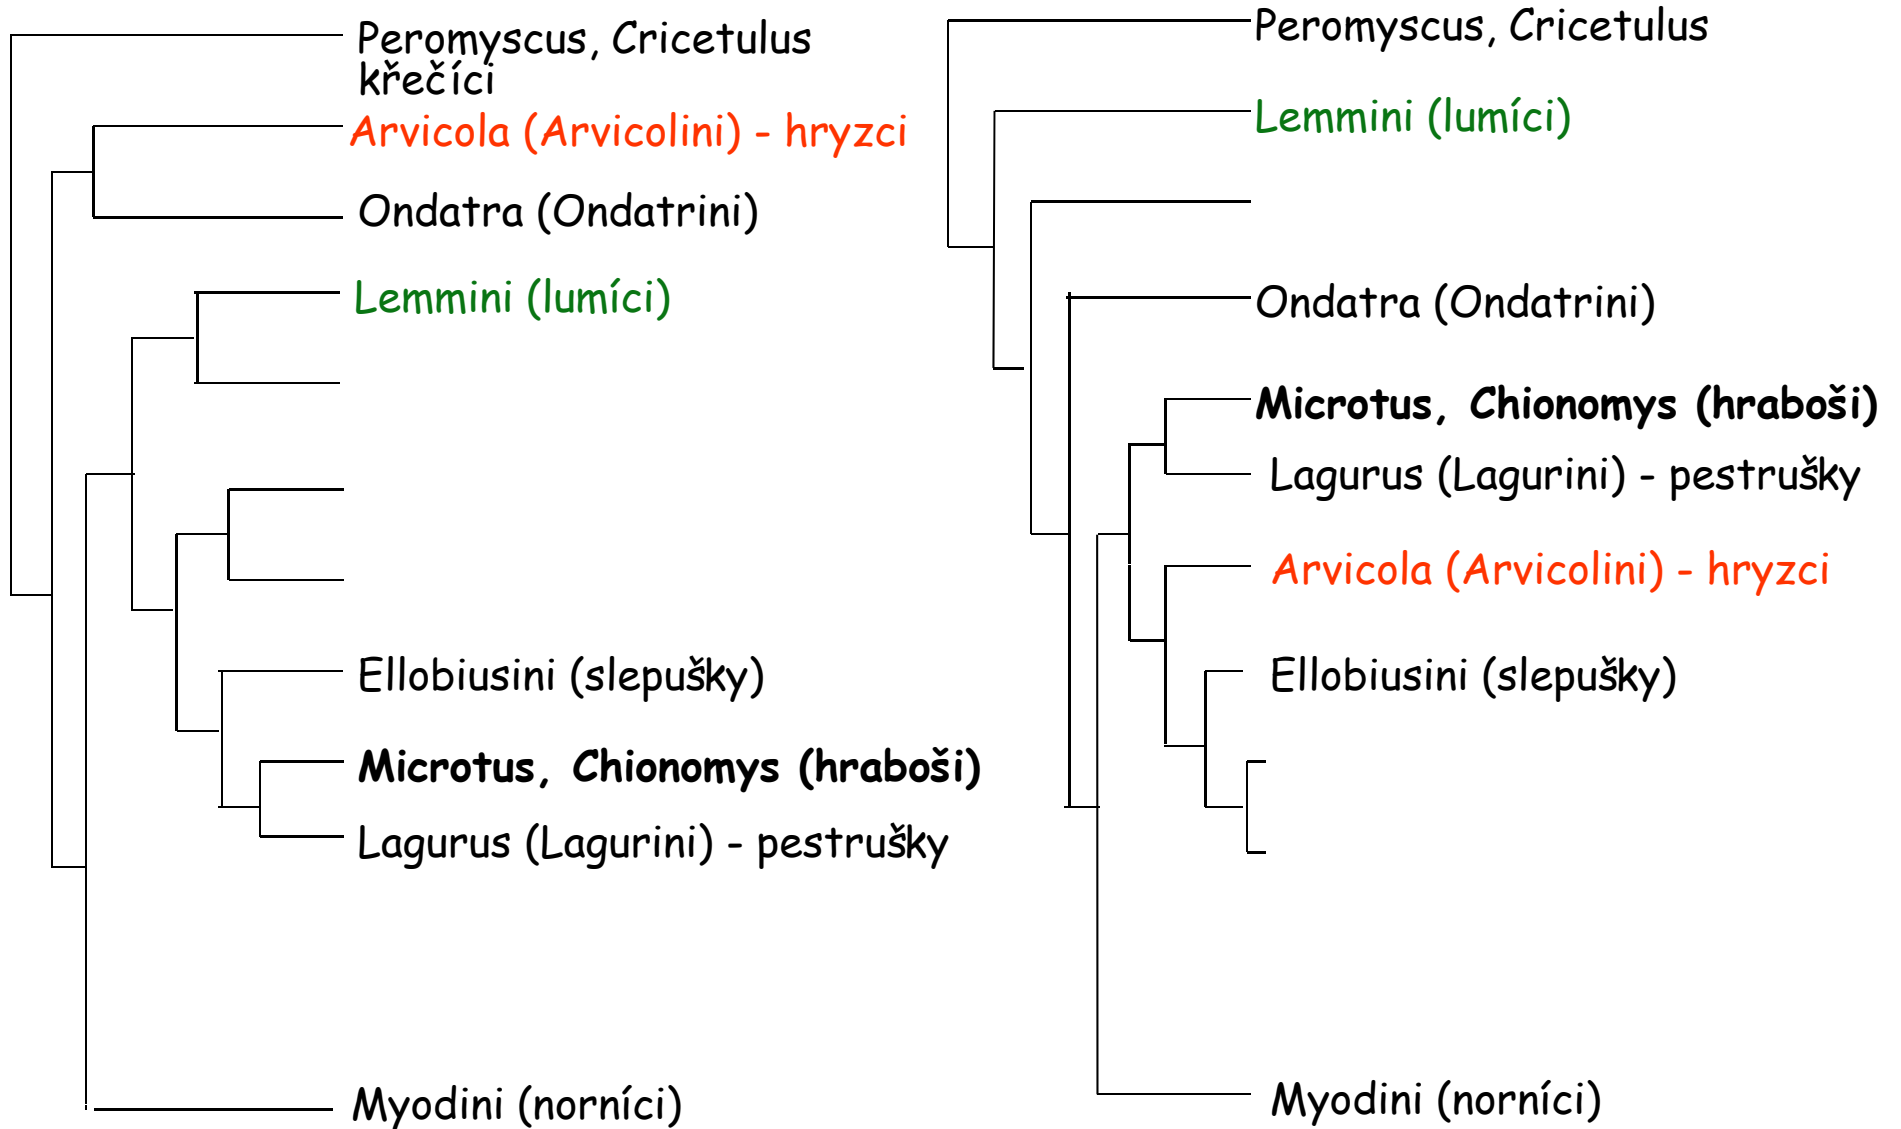 Peromyscus, Cricetulus
křečíci
Arvicola (Arvicolini) - hryzci
Ondatra (Ondatrini)
Lemmini (lumíci)
Ellobiusini (slepušky)
Microtus, Chionomys (hraboši)
Lagurus (Lagurini) - pestrušky
Myodini (norníci)
Peromyscus, Cricetulus
Lemmini (lumíci)
Ondatra (Ondatrini)
Microtus, Chionomys (hraboši)
Lagurus (Lagurini) - pestrušky
Arvicola (Arvicolini) - hryzci
Ellobiusini (slepušky)
Myodini (norníci)